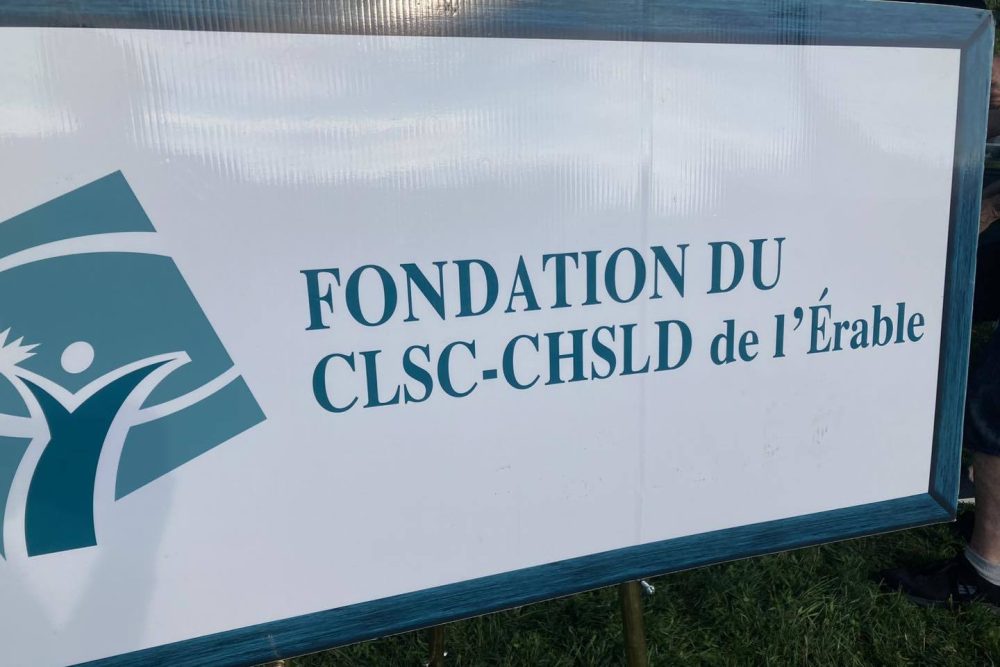 FONDATION DU
CLSC-CHSLD de l'Érable